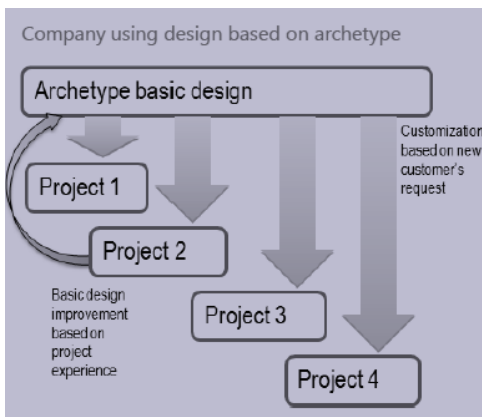 Company using design based on archetype
Archetype basic design
Customization
based on new
customer's
request
Project 1
Project 2
Basic design
improvement
based on
project
experience
Project 3
Project 4